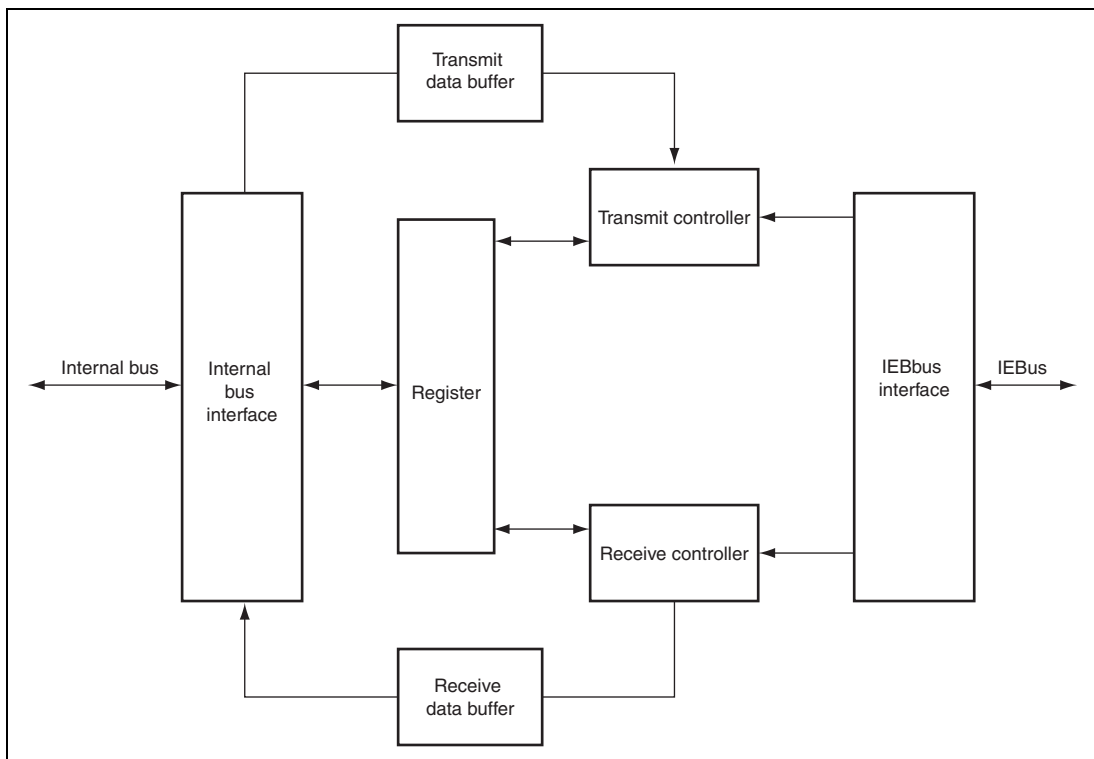 Transmit
data buffer
Transmit controller
Internal bus
Internal
bus
interface
Register
IEBbus
interface
IEBus
Receive controller
Receive
data buffer